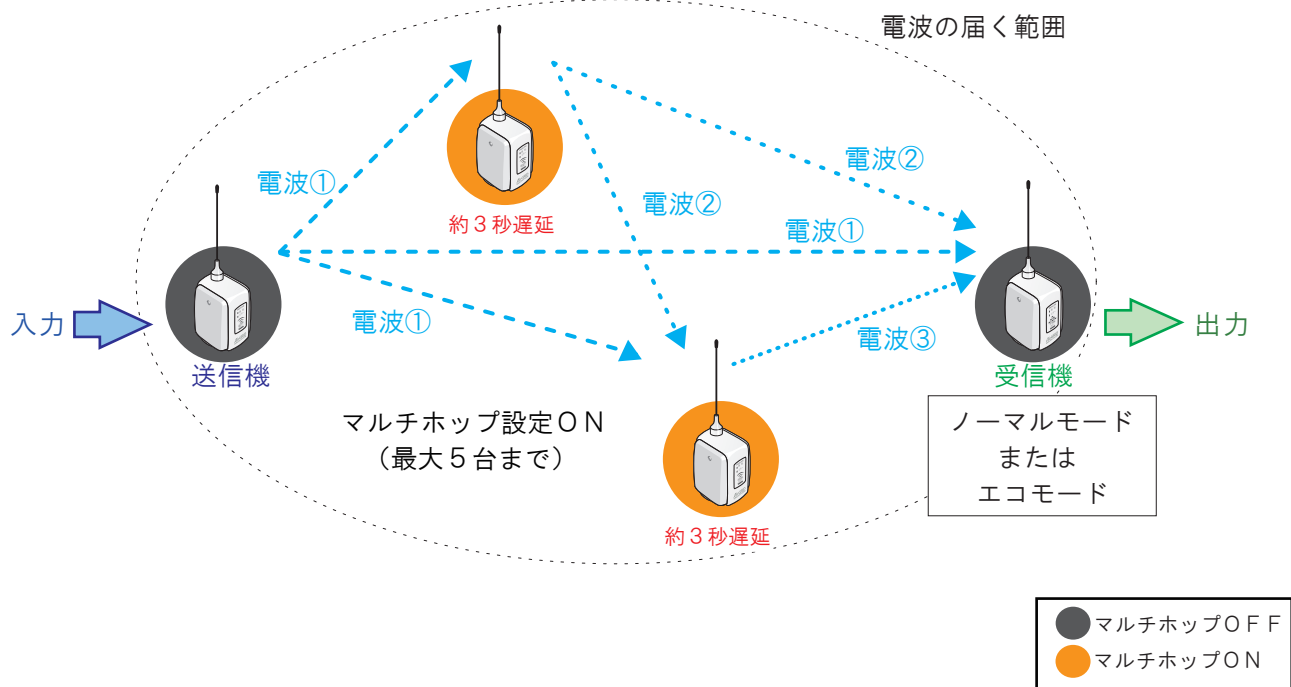 電波の届く範囲
電波①
約３秒遅延
電波②
電波②
電波①
入力
電波①
送信機
電波③
出力
受信機
マルチホップ設定ＯＮ
（最大５台まで）
ノーマルモード
または
エコモード
約３秒遅延
マルチホップＯＦＦ
マルチホップＯＮ